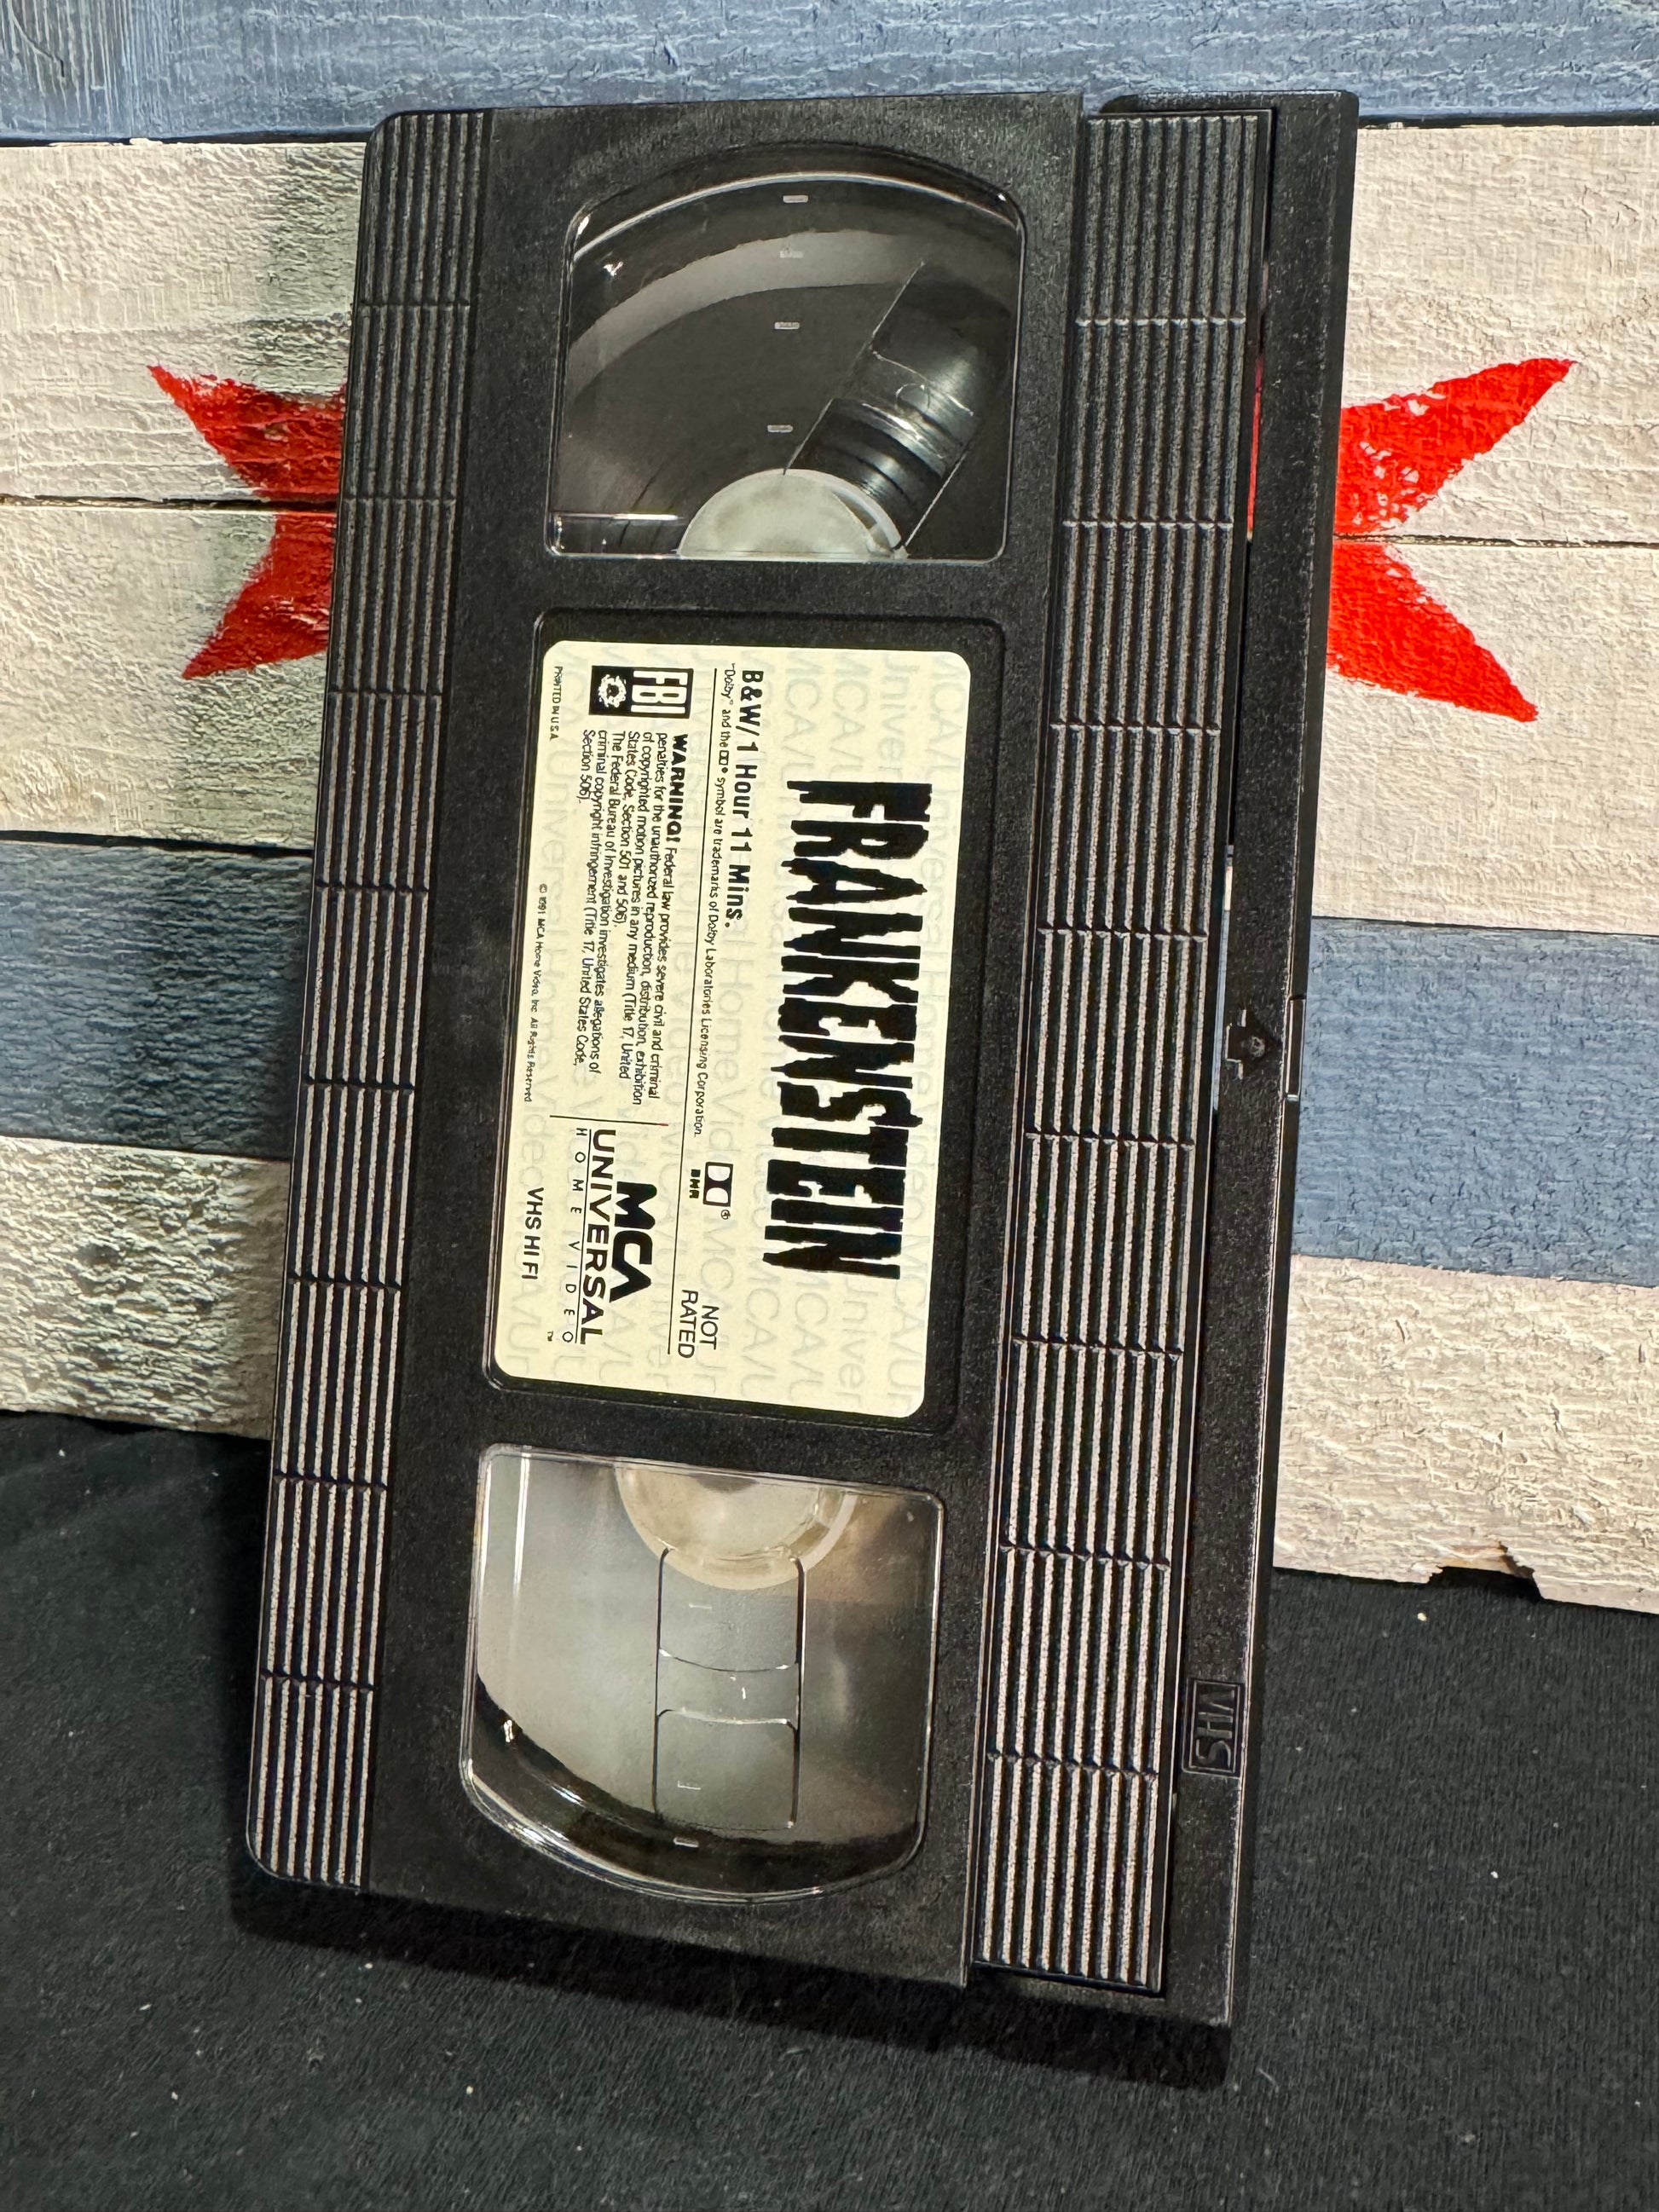 FRANKENSTEIN
B&W/1 Hour 11 Mins.
"Dolby" and the ® symbol are trademarks of Dolby Laboratories Licensing Corporation.
®
BNR
NOT
RATED
FBI
WARNING! Federal law provides severe civil and criminal
penalties for the unauthorized reproduction, distribution, exhibition
of copyrighted motion pictures in any medium (Title 17, United
States Code, Section 501 and 506).
The Federal Bureau of Investigation investigates allegations of
criminal copyright infringement (Title 17, United States Code,
Section 506).
PRINTED IN U.S.A.
© 1991 MCA Home Video, Inc. All Rights Reserved
MCA
UNIVERSAL
HOME VIDEO
TM
VHS HI FI
VHS